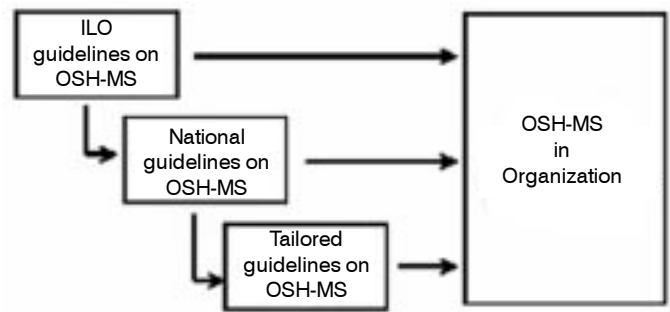 ILO
guidelines on
OSH-MS
National
guidelines on
OSH-MS
Tailored
guidelines on
OSH-MS
OSH-MS
in
Organization